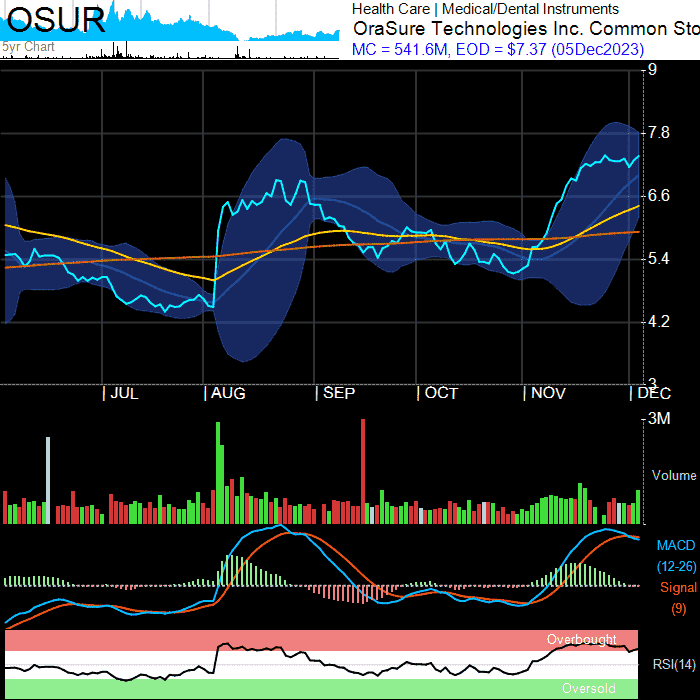 OSUR
5yr Chart
Health Care | Medical/Dental Instruments
OraSure Technologies Inc. Common Sto
MC = 541.6M, EOD = $7.37 (05Dec2023)
9
7.8
6.6
5.4
4.2
3
| JUL | AUG | SEP | OCT | NOV | DEC
3M
Volume
MACD
(12-26)
Signal
(9)
Overbought
RSI(14)
Oversold